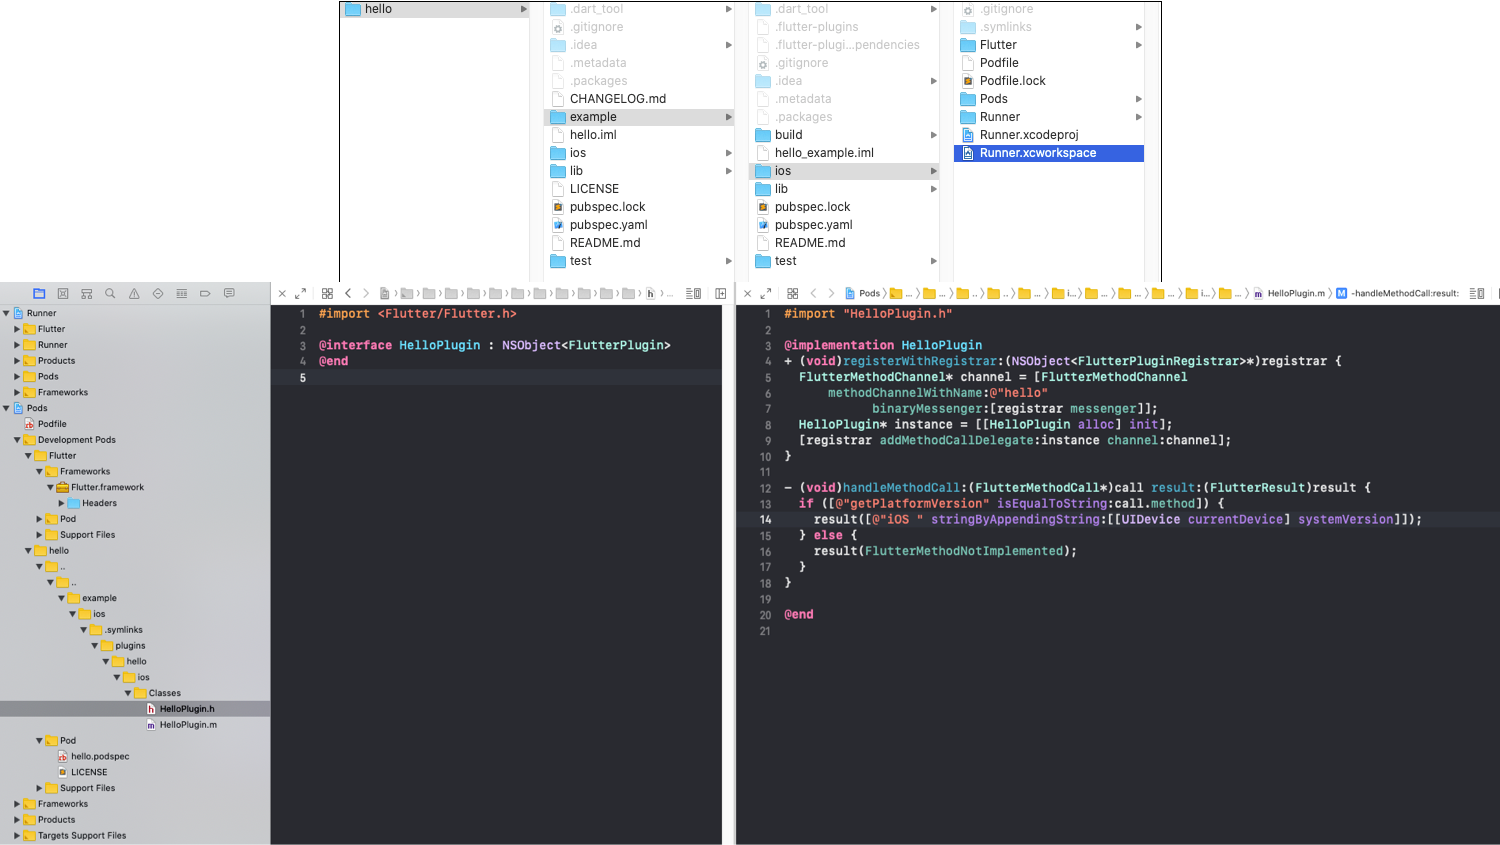 hello
.dart_tool
.gitignore
.idea
.metadata
.packages
CHANGELOG.md
example
hello.iml
ios
lib
LICENSE
pubspec.lock
pubspec.yaml
README.md
test
.dart_tool
.flutter-plugins
.flutter-plugi...pendencies
.gitignore
.idea
.metadata
.packages
build
hello_example.iml
ios
lib
pubspec.lock
pubspec.yaml
README.md
test
.gitignore
.symlinks
Flutter
Podfile
Podfile.lock
Pods
Runner
Runner.xcodeproj
Runner.xcworkspace
Runner
Flutter
Runner
Products
Pods
Frameworks
Pods
Podfile
Development Pods
Flutter
Frameworks
Flutter.framework
Headers
Pod
Support Files
hello
..
..
example
ios
.symlinks
plugins
hello
ios
Classes
HelloPlugin.h
HelloPlugin.m
Pod
hello.podspec
LICENSE
Support Files
Frameworks
Products
Targets Support Files
1 #import <Flutter/Flutter.h>
2
3 @interface HelloPlugin : NSObject<FlutterPlugin>
4 @end
5
Pods ... ... .. .. ... i... ... ... ... i... ... HelloPlugin.m -handleMethodCall:result:
1 #import "HelloPlugin.h"
2
3 @implementation HelloPlugin
4 + (void)registerWithRegistrar:(NSObject<FlutterPluginRegistrar>*)registrar {
5 FlutterMethodChannel* channel = [FlutterMethodChannel
6 methodChannelWithName:@"hello"
7 binaryMessenger:[registrar messenger]];
8 HelloPlugin* instance = [[HelloPlugin alloc] init];
9 [registrar addMethodCallDelegate:instance channel:channel];
10 }
11
12 - (void)handleMethodCall:(FlutterMethodCall*)call result:(FlutterResult)result {
13 if ([@"getPlatformVersion" isEqualToString:call.method]) {
14 result([@"iOS " stringByAppendingString:[[UIDevice currentDevice] systemVersion]]);
15 } else {
16 result(FlutterMethodNotImplemented);
17 }
18 }
19
20 @end
21